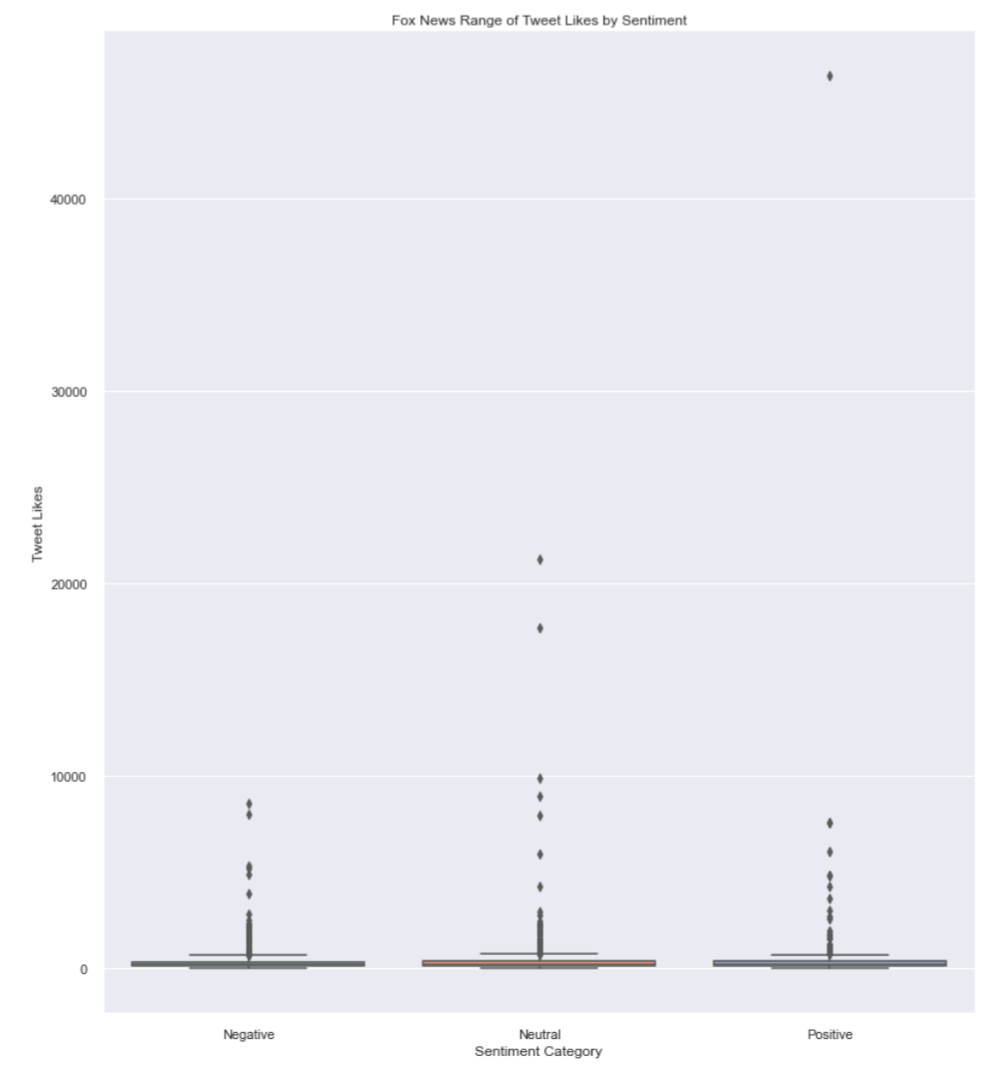 Fox News Range of Tweet Likes by Sentiment
40000
30000
Tweet Likes
20000
10000
0
Negative
Neutral
Positive
Sentiment Category